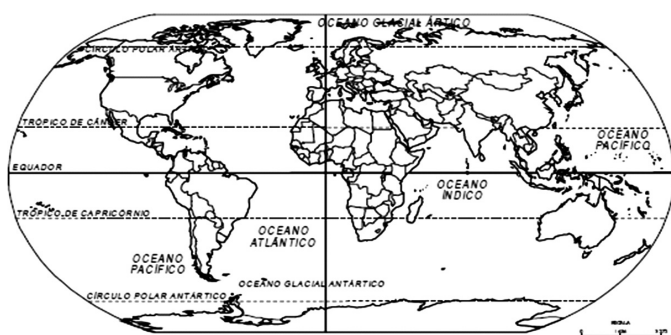 OCEANO GLACIAL ÁRTICO
CÍRCULO POLAR ÁRTICO
TRÓPICO DE CÂNCER
OCEANO
PACÍFICO
EQUADOR
OCEANO
ÍNDICO
TRÓPICO DE CAPRICÓRNIO
OCEANO
ATLÂNTICO
OCEANO
PACÍFICO
OCEANO GLACIAL ANTÁRTICO
CÍRCULO POLAR ANTÁRTICO